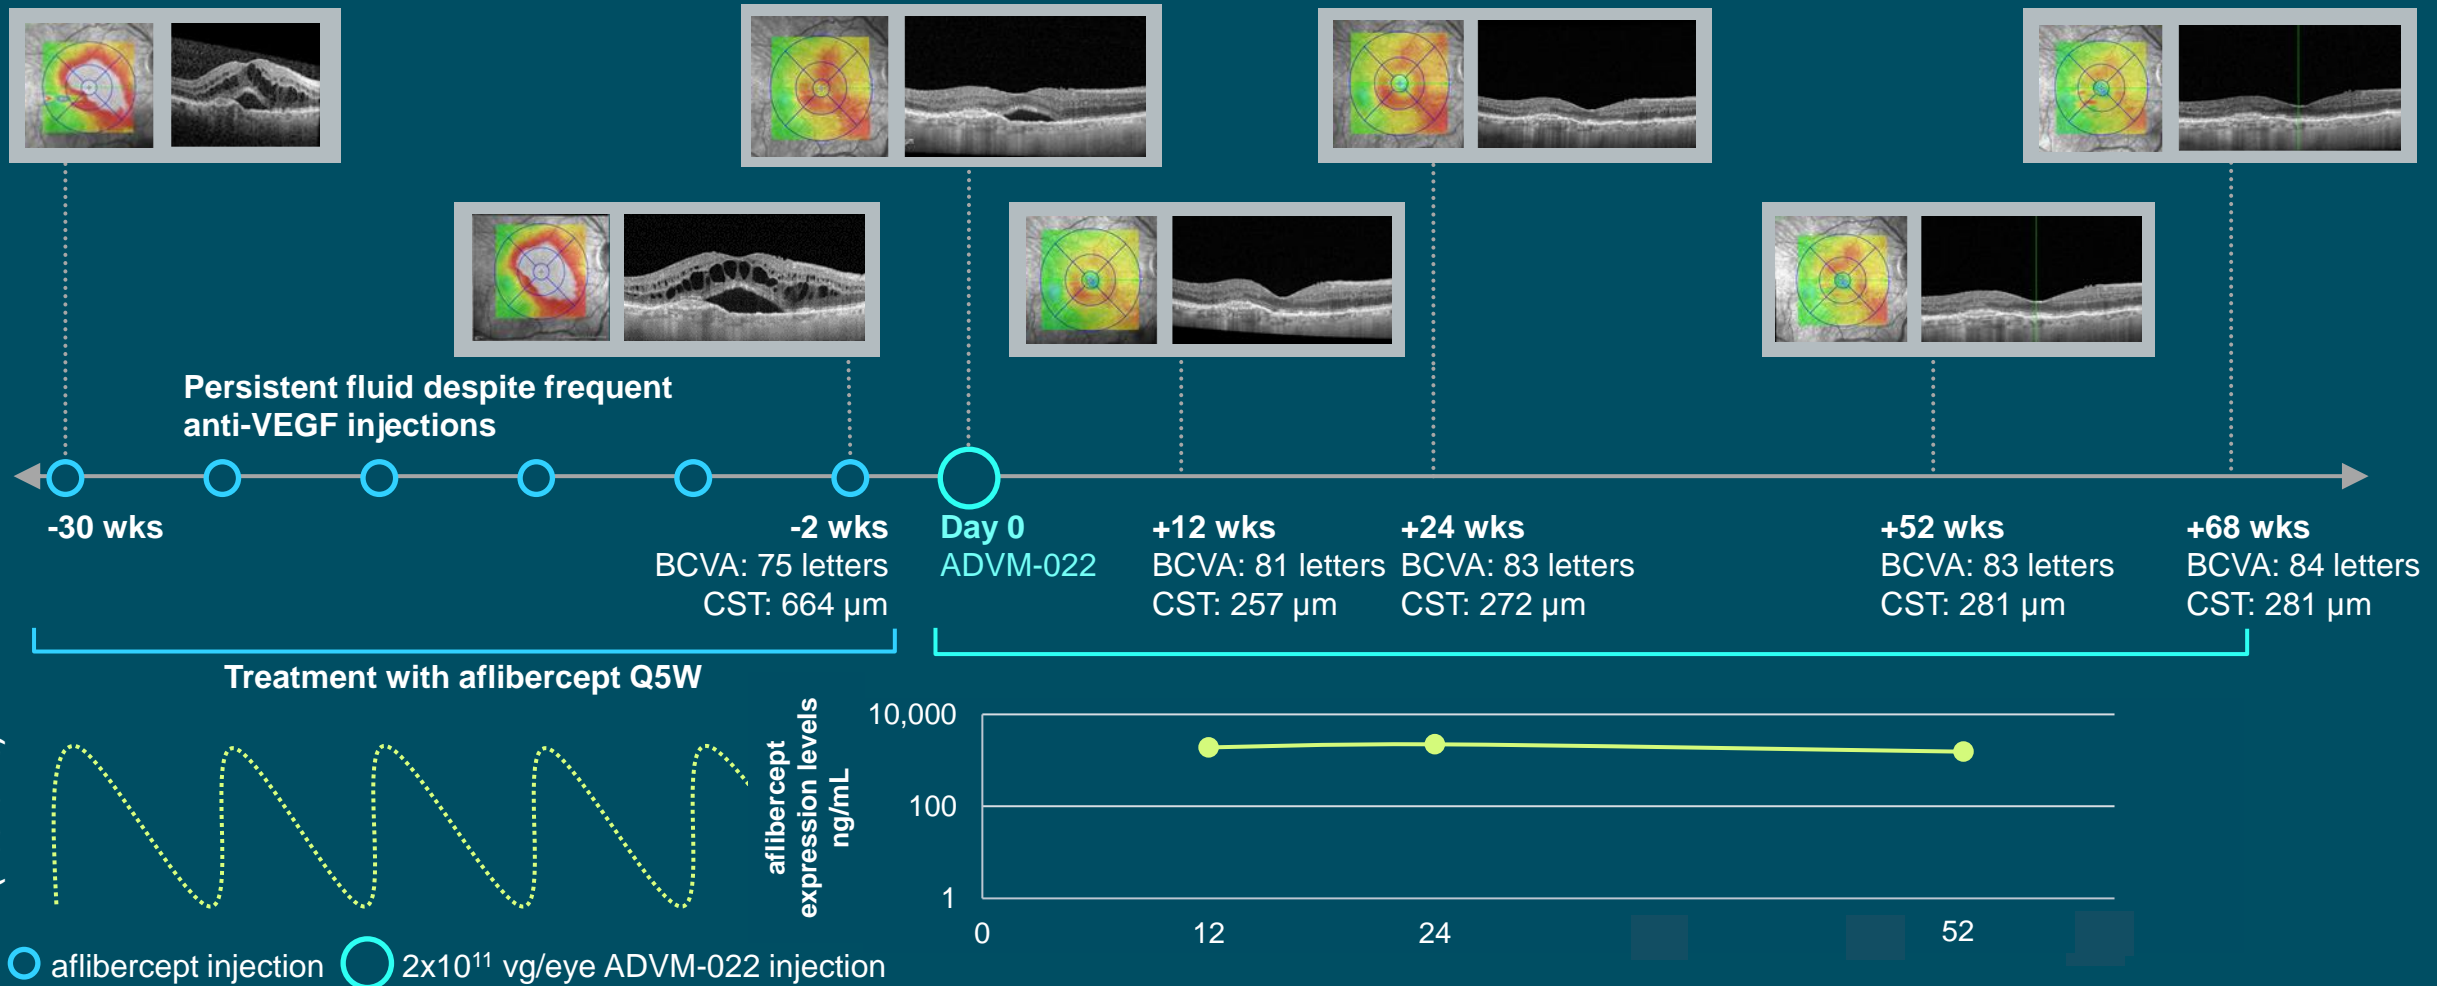 Persistent fluid despite frequent
anti-VEGF injections
-30 wks
-2 wks
BCVA: 75 letters
CST: 664 µm
Day 0
ADVM-022
+12 wks
BCVA: 81 letters
CST: 257 µm
+24 wks
BCVA: 83 letters
CST: 272 µm
+52 wks
BCVA: 83 letters
CST: 281 µm
+68 wks
BCVA: 84 letters
CST: 281 µm
Treatment with aflibercept Q5W
aflibercept
expression levels
ng/mL
10,000
100
1
0
12
24
52
aflibercept injection
2x10¹¹ vg/eye ADVM-022 injection